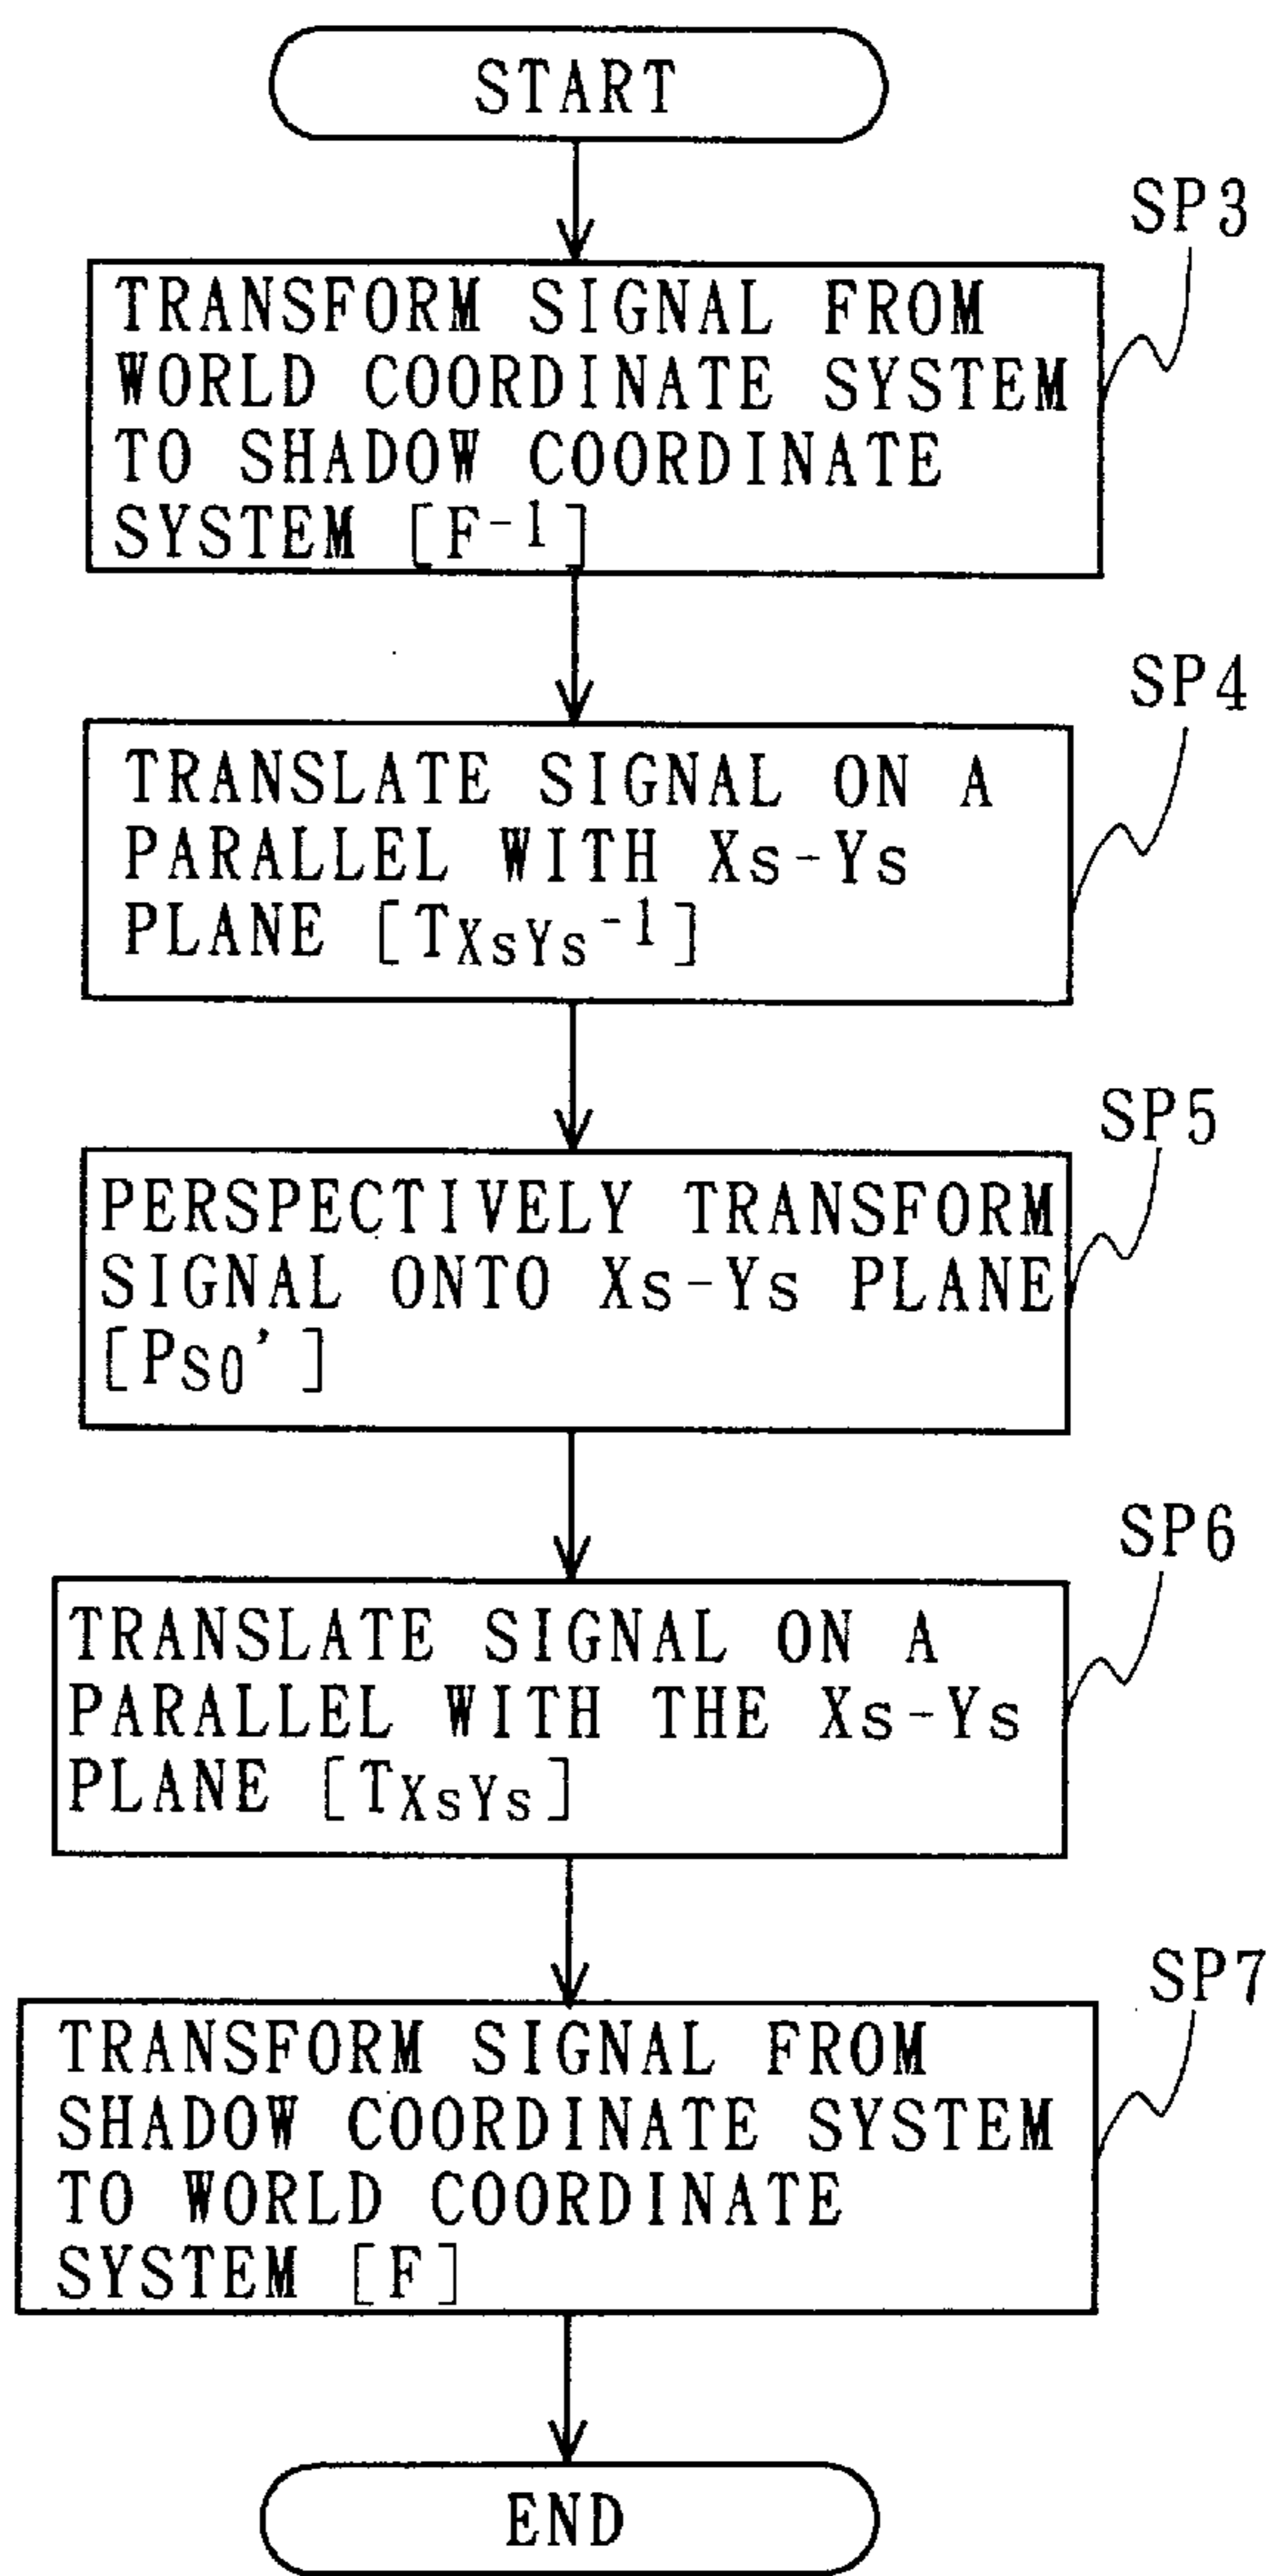 START
SP3
TRANSFORM SIGNAL FROM
WORLD COORDINATE SYSTEM
TO SHADOW COORDINATE
SYSTEM [F⁻¹]
SP4
TRANSLATE SIGNAL ON A
PARALLEL WITH Xs-Ys
PLANE [TXsYs⁻¹]
SP5
PERSPECTIVELY TRANSFORM
SIGNAL ONTO Xs-Ys PLANE
[PS0']
SP6
TRANSLATE SIGNAL ON A
PARALLEL WITH THE Xs-Ys
PLANE [TXsYs]
SP7
TRANSFORM SIGNAL FROM
SHADOW COORDINATE SYSTEM
TO WORLD COORDINATE
SYSTEM [F]
END